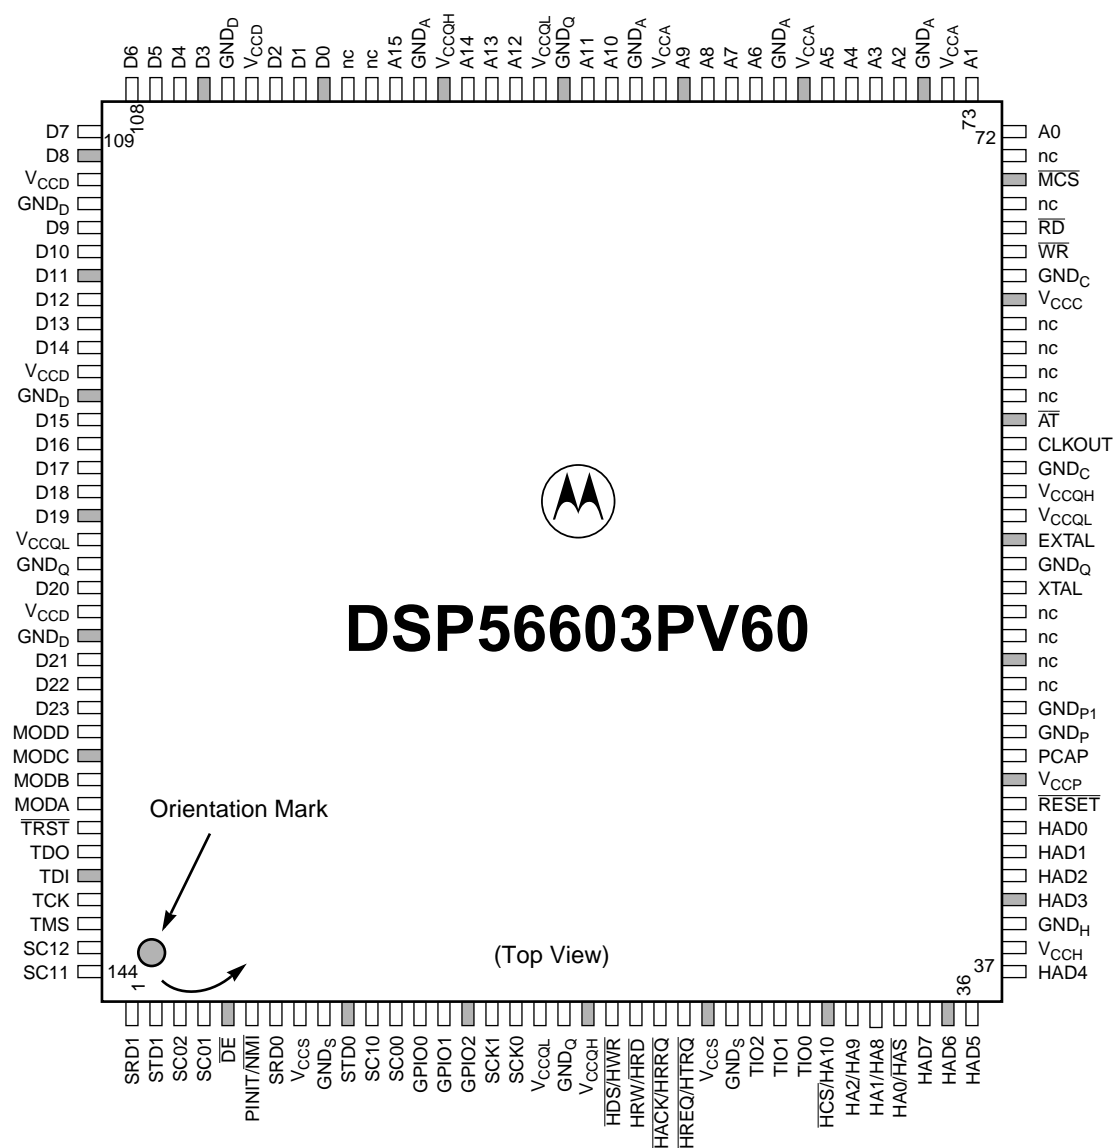 D6
D5
D4
D3
GND_D
V_CCD
D2
D1
D0
nc
nc
A15
GND_A
V_CCQH
A14
A13
A12
V_CCQL
GND_Q
A11
A10
GND_A
V_CCA
A9
A8
A7
A6
GND_A
V_CCA
A5
A4
A3
A2
GND_A
V_CCA
A1
108
109
73
72
D7
D8
V_CCD
GND_D
D9
D10
D11
D12
D13
D14
V_CCD
GND_D
D15
D16
D17
D18
D19
V_CCQL
GND_Q
D20
V_CCD
GND_D
D21
D22
D23
MODD
MODC
MODB
MODA
TRST
TDO
TDI
TCK
TMS
SC12
SC11
A0
nc
MCS
nc
RD
WR
GND_C
V_CCC
nc
nc
nc
nc
AT
CLKOUT
GND_C
V_CCQH
V_CCQL
EXTAL
GND_Q
XTAL
nc
nc
nc
nc
GND_P1
GND_P
PCAP
V_CCP
RESET
HAD0
HAD1
HAD2
HAD3
GND_H
V_CCH
HAD4
DSP56603PV60
Orientation Mark
(Top View)
144
1
37
36
SRD1
STD1
SC02
SC01
DE
PINIT/NMI
SRD0
V_CCS
GND_S
STD0
SC10
SC00
GPIO0
GPIO1
GPIO2
SCK1
SCK0
V_CCQL
GND_Q
V_CCQH
HDS/HWR
HRW/HRD
HACK/HRRQ
HREQ/HTRQ
V_CCS
GND_S
TIO2
TIO1
TIO0
HCS/HA10
HA2/HA9
HA1/HA8
HA0/HAS
HAD7
HAD6
HAD5